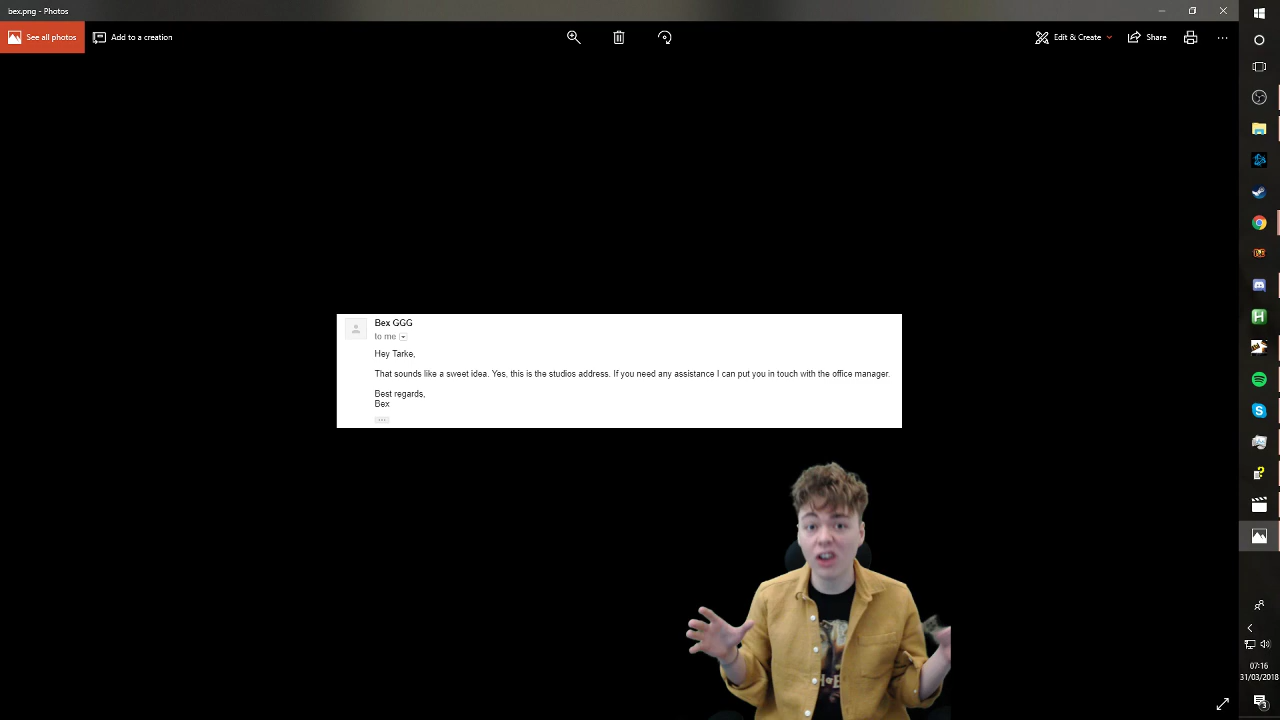 bex.png - Photos
See all photos
Add to a creation
Edit & Create
Share
Bex GGG
to me
Hey Tarke,
That sounds like a sweet idea. Yes, this is the studios address. If you need any assistance I can put you in touch with the office manager.
Best regards,
Bex
07:16
31/03/2018